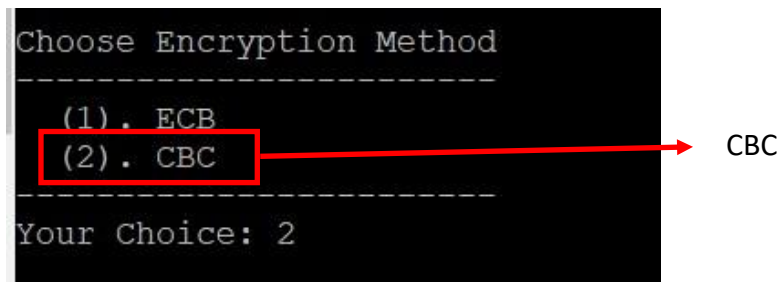 Choose Encryption Method
------------------------
(1). ECB
(2). CBC
------------------------
Your Choice: 2
CBC